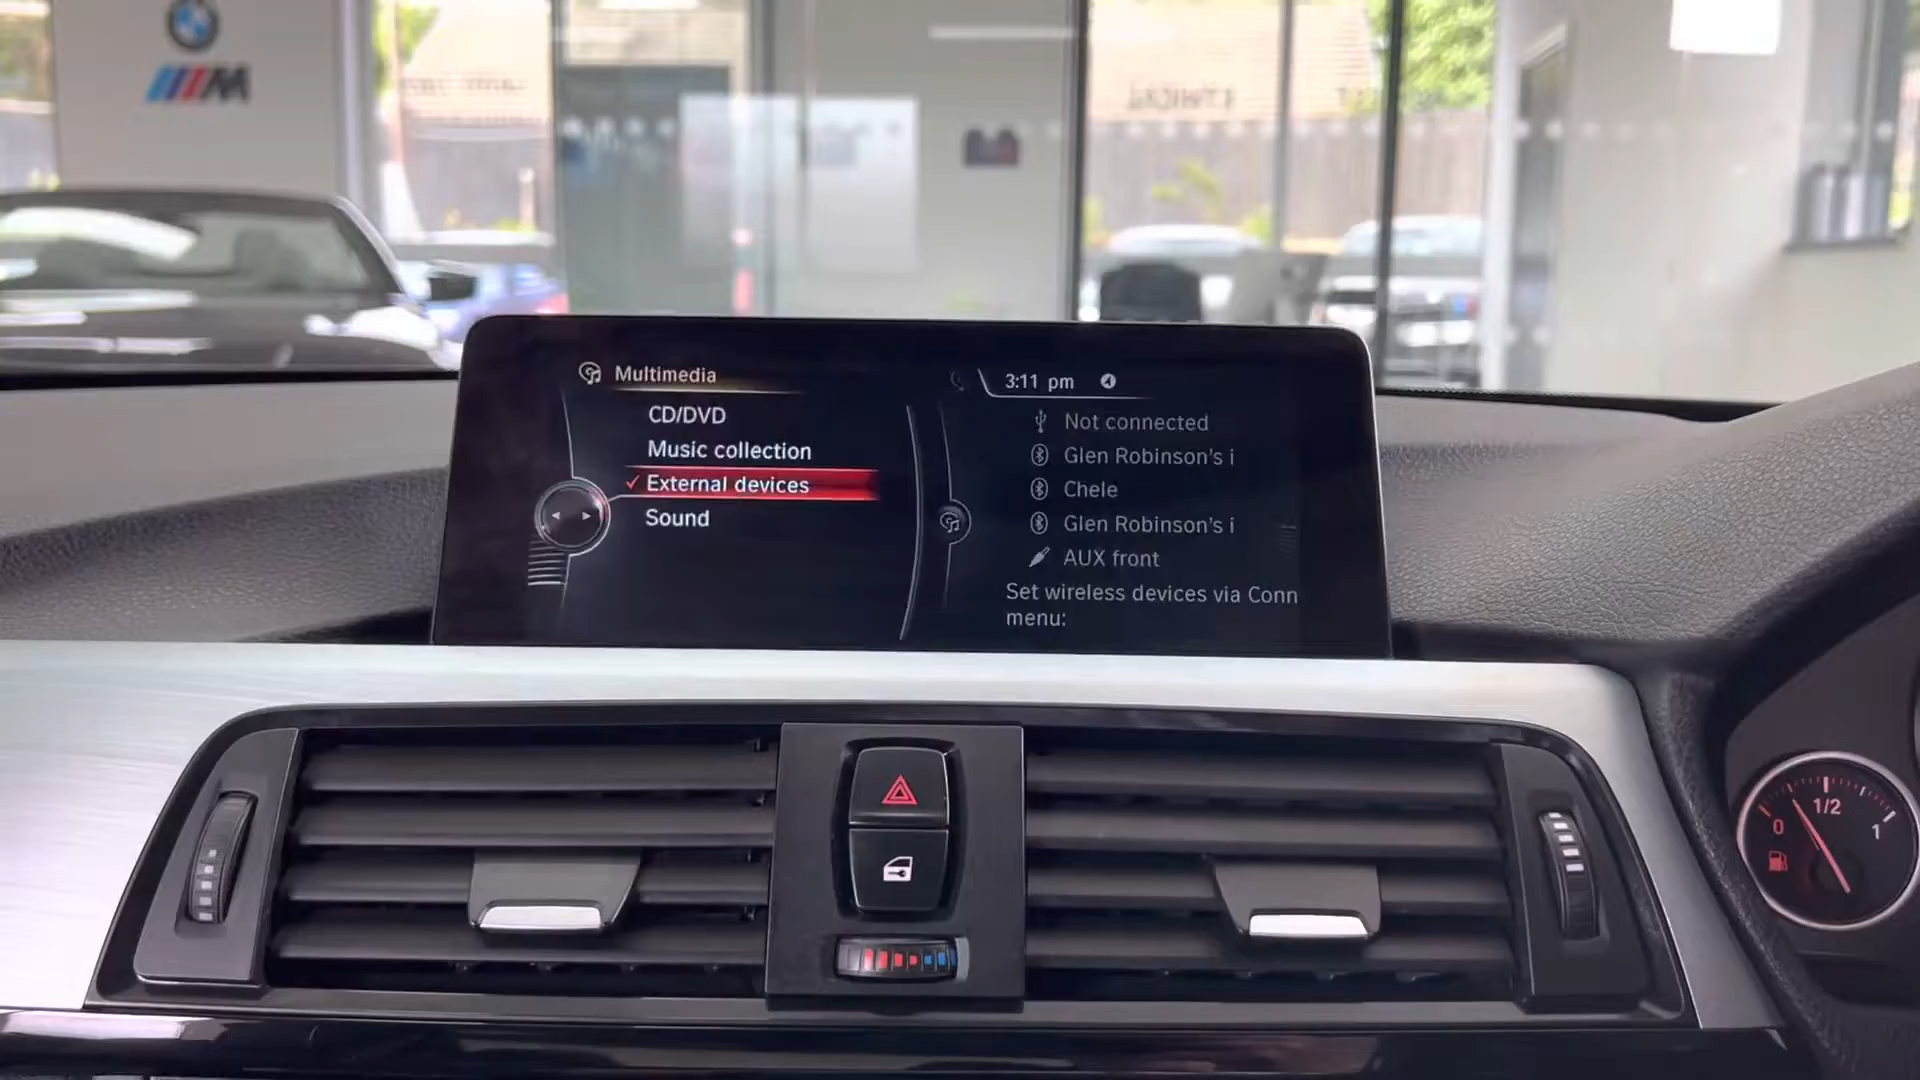 M
Multimedia
CD/DVD
Music collection
✓ External devices
Sound
3:11 pm
Not connected
Glen Robinson's i
Chele
Glen Robinson's i
AUX front
Set wireless devices via Conn
menu:
0
1/2
1